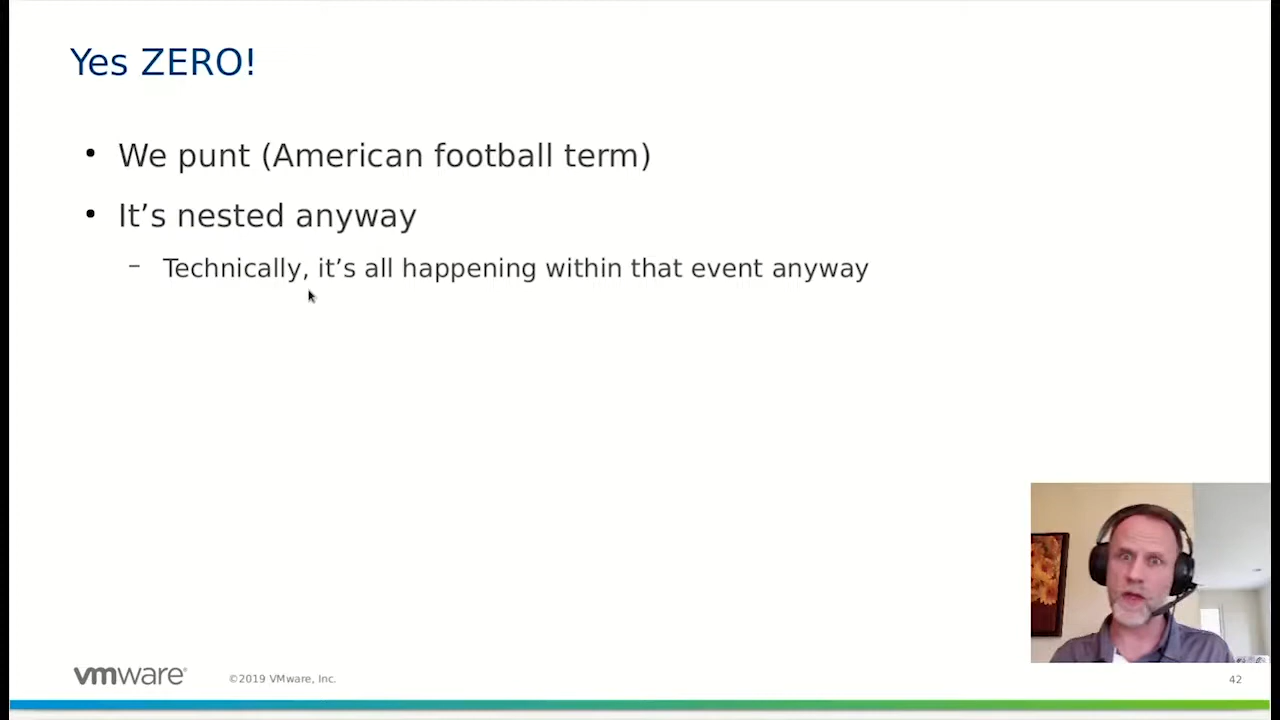 Yes ZERO!
• We punt (American football term)
• It’s nested anyway
– Technically, it’s all happening within that event anyway
vmware®
©2019 VMware, Inc.
42